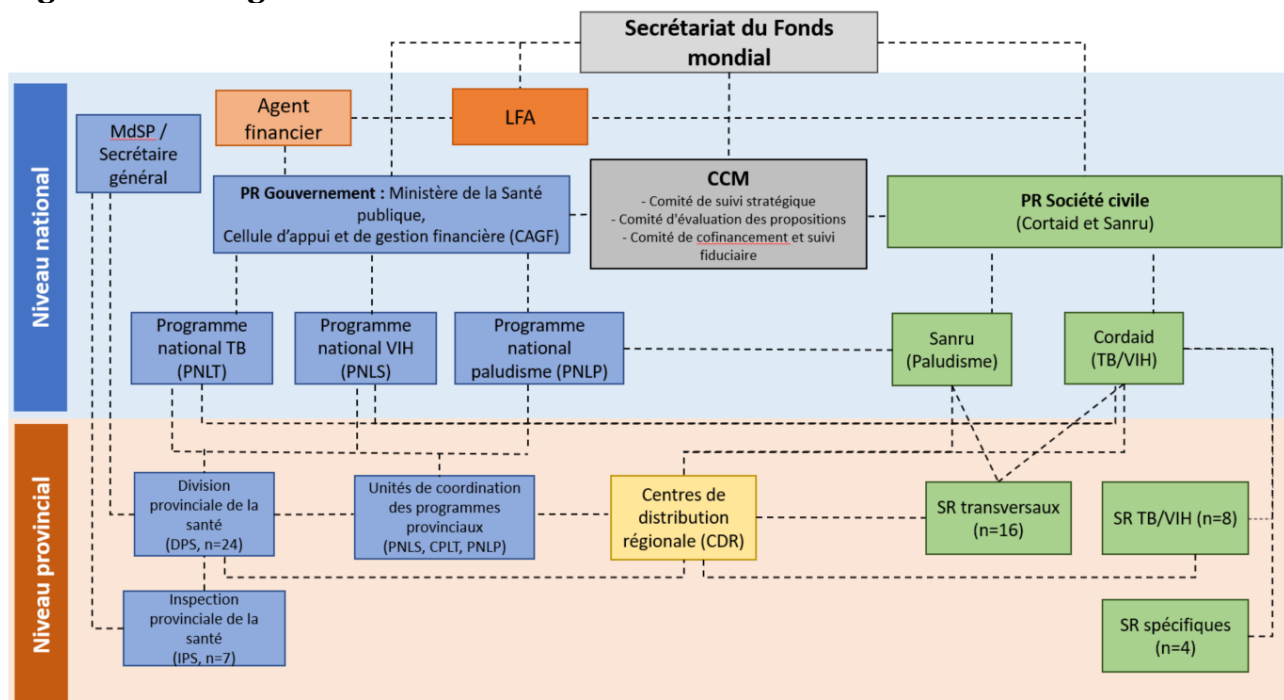 Secrétariat du Fonds
mondial
Niveau national
MdSP /
Secrétaire
général
Agent
financier
LFA
PR Gouvernement : Ministère de la Santé
publique,
Cellule d'appui et de gestion financière (CAGF)
CCM
- Comité de suivi stratégique
- Comité d'évaluation des propositions
- Comité de cofinancement et suivi
fiduciaire
PR Société civile
(Cortaid et Sanru)
Programme
national TB
(PNLT)
Programme
national VIH
(PNLS)
Programme
national
paludisme (PNLP)
Sanru
(Paludisme)
Cordaid
(TB/VIH)
Niveau provincial
Division
provinciale de la
santé
(DPS, n=24)
Unités de coordination
des programmes
provinciaux
(PNLS, CPLT, PNLP)
Centres de
distribution
régionale (CDR)
SR transversaux
(n=16)
SR TB/VIH (n=8)
Inspection
provinciale de la
santé
(IPS, n=7)
SR spécifiques
(n=4)